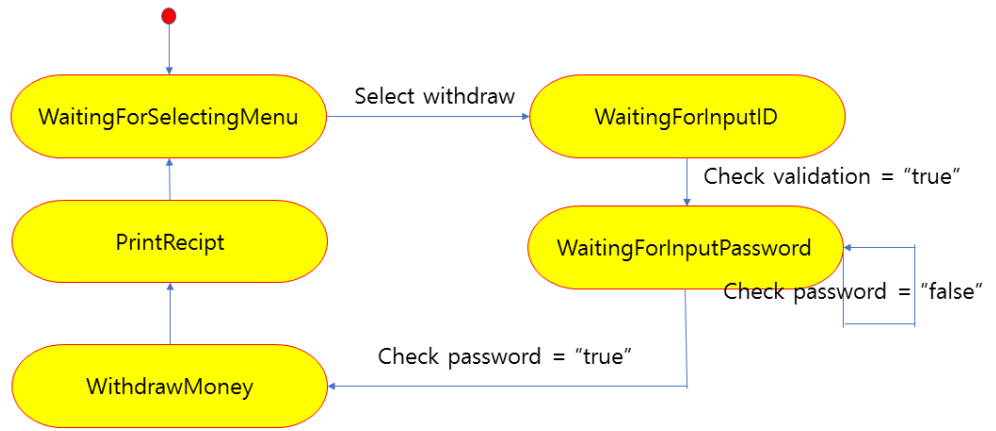 WaitingForSelectingMenu
Select withdraw
WaitingForInputID
Check validation = “true”
PrintRecipt
WaitingForInputPassword
Check password = “false”
Check password = “true”
WithdrawMoney